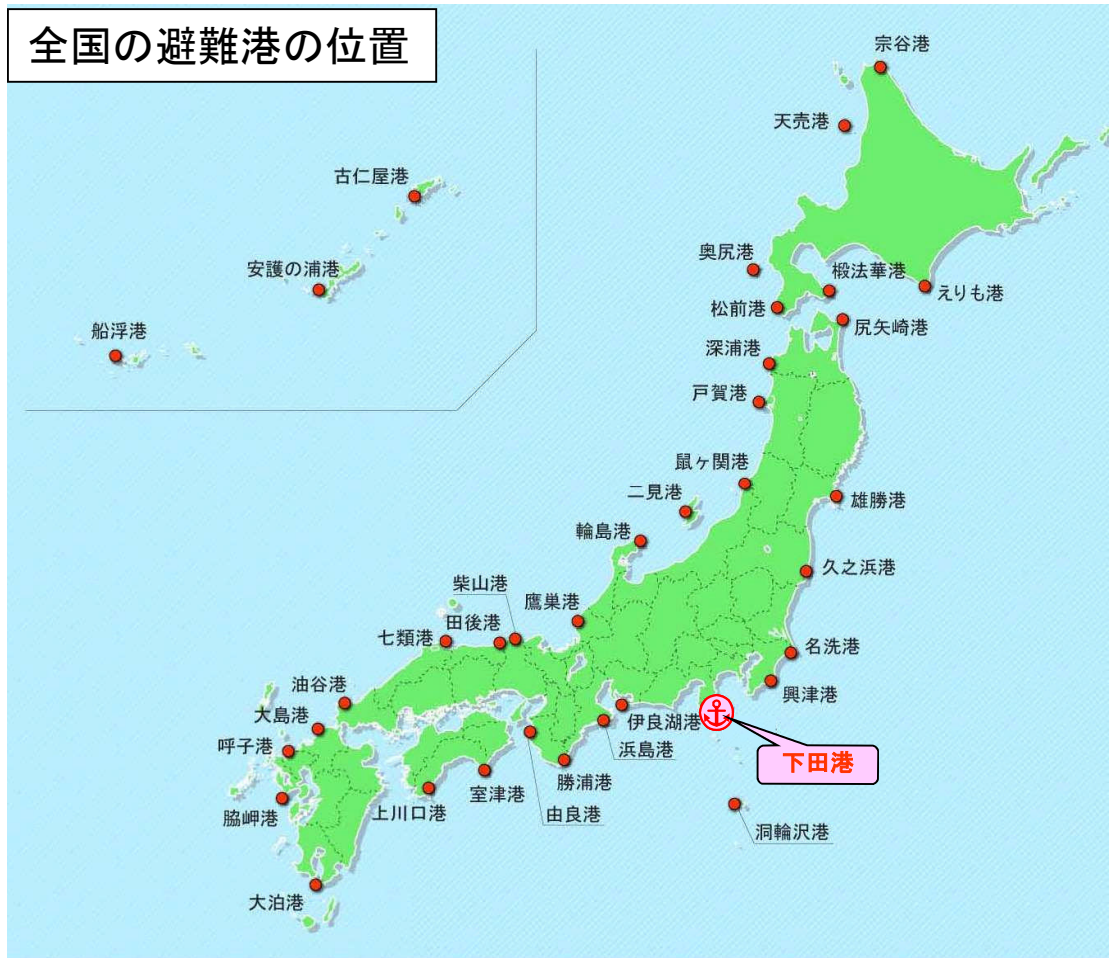 全国の避難港の位置
宗谷港
天売港
古仁屋港
奥尻港
安護の浦港
椴法華港
えりも港
松前港
尻矢崎港
船浮港
深浦港
戸賀港
鼠ヶ関港
二見港
雄勝港
輪島港
久之浜港
柴山港
鷹巣港
田後港
七類港
名洗港
油谷港
興津港
大島港
伊良湖港
呼子港
浜島港
下田港
勝浦港
室津港
脇岬港
上川口港
由良港
洞輪沢港
大泊港